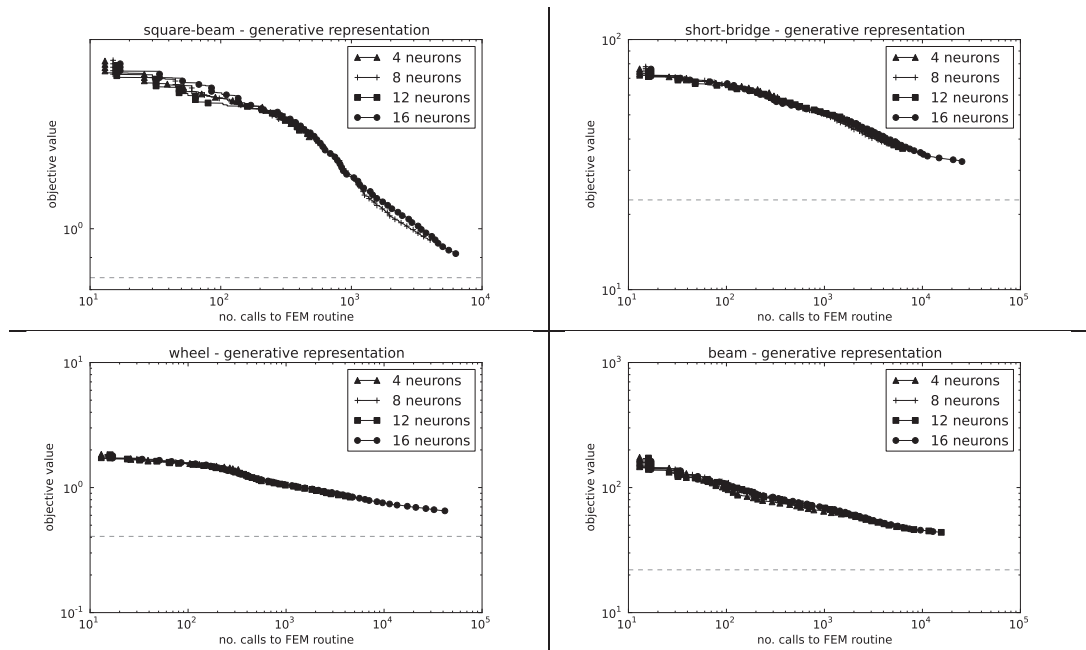 square-beam - generative representation
4 neurons
8 neurons
12 neurons
16 neurons
objective value
10^0
10^1 10^2 10^3 10^4
no. calls to FEM routine
short-bridge - generative representation
10^2
4 neurons
8 neurons
12 neurons
16 neurons
objective value
10^1
10^1 10^2 10^3 10^4 10^5
no. calls to FEM routine
wheel - generative representation
10^1
4 neurons
8 neurons
12 neurons
16 neurons
objective value
10^0
10^-1
10^1 10^2 10^3 10^4 10^5
no. calls to FEM routine
beam - generative representation
10^3
4 neurons
8 neurons
12 neurons
16 neurons
objective value
10^2
10^1
10^1 10^2 10^3 10^4 10^5
no. calls to FEM routine